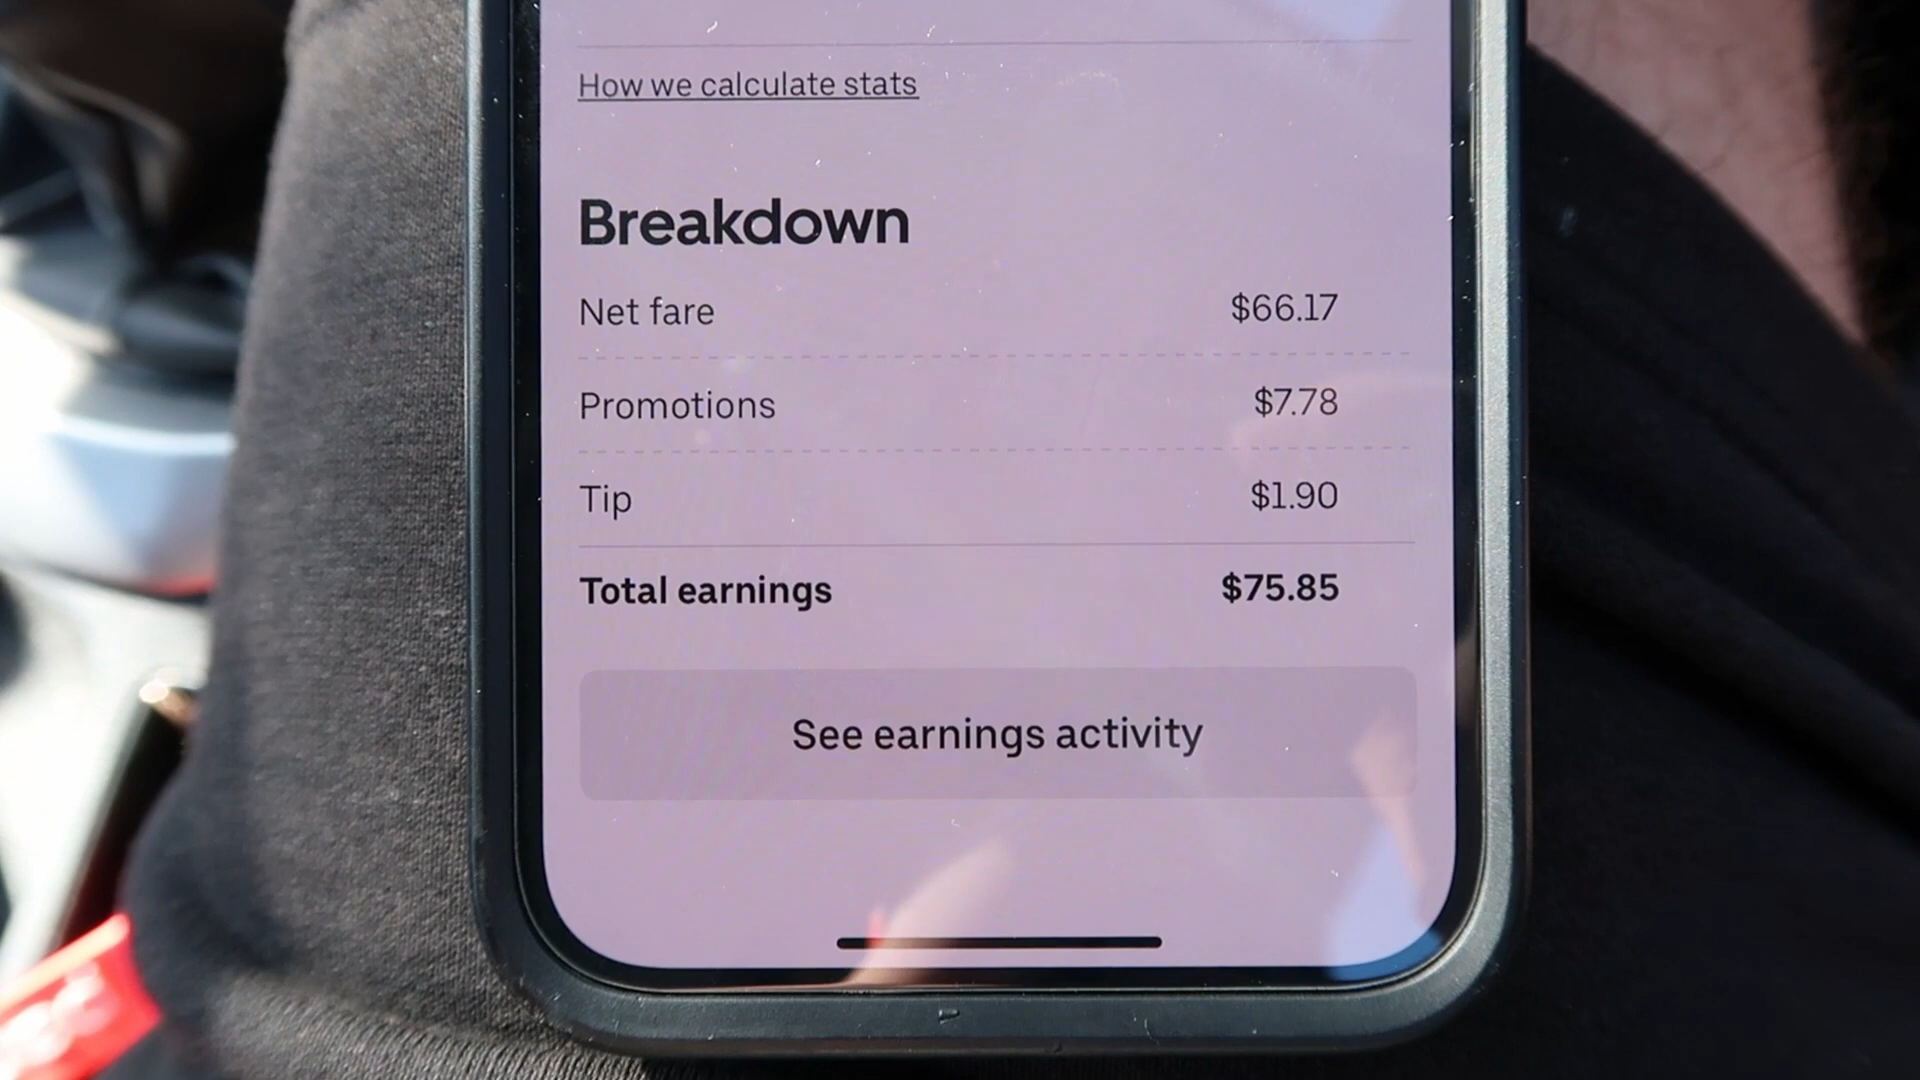 How we calculate stats
Breakdown
Net fare $66.17
Promotions $7.78
Tip $1.90
Total earnings $75.85
See earnings activity